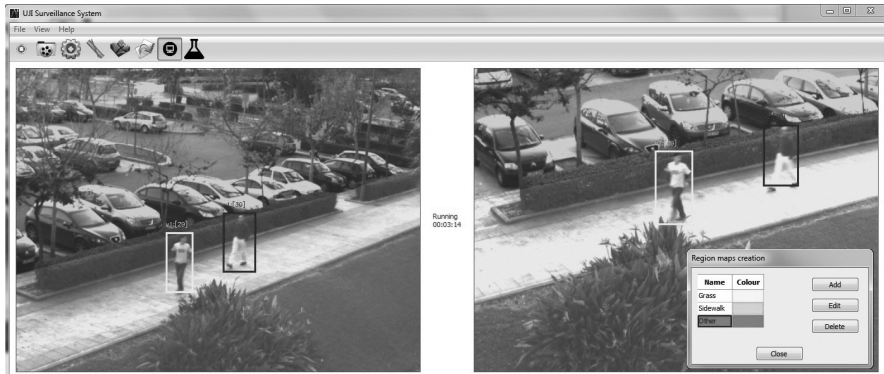 UJI Surveillance System
File View Help
Running
00:03:14
Region maps creation
Name Colour
Grass
Sidewalk
Other
Add
Edit
Delete
Close